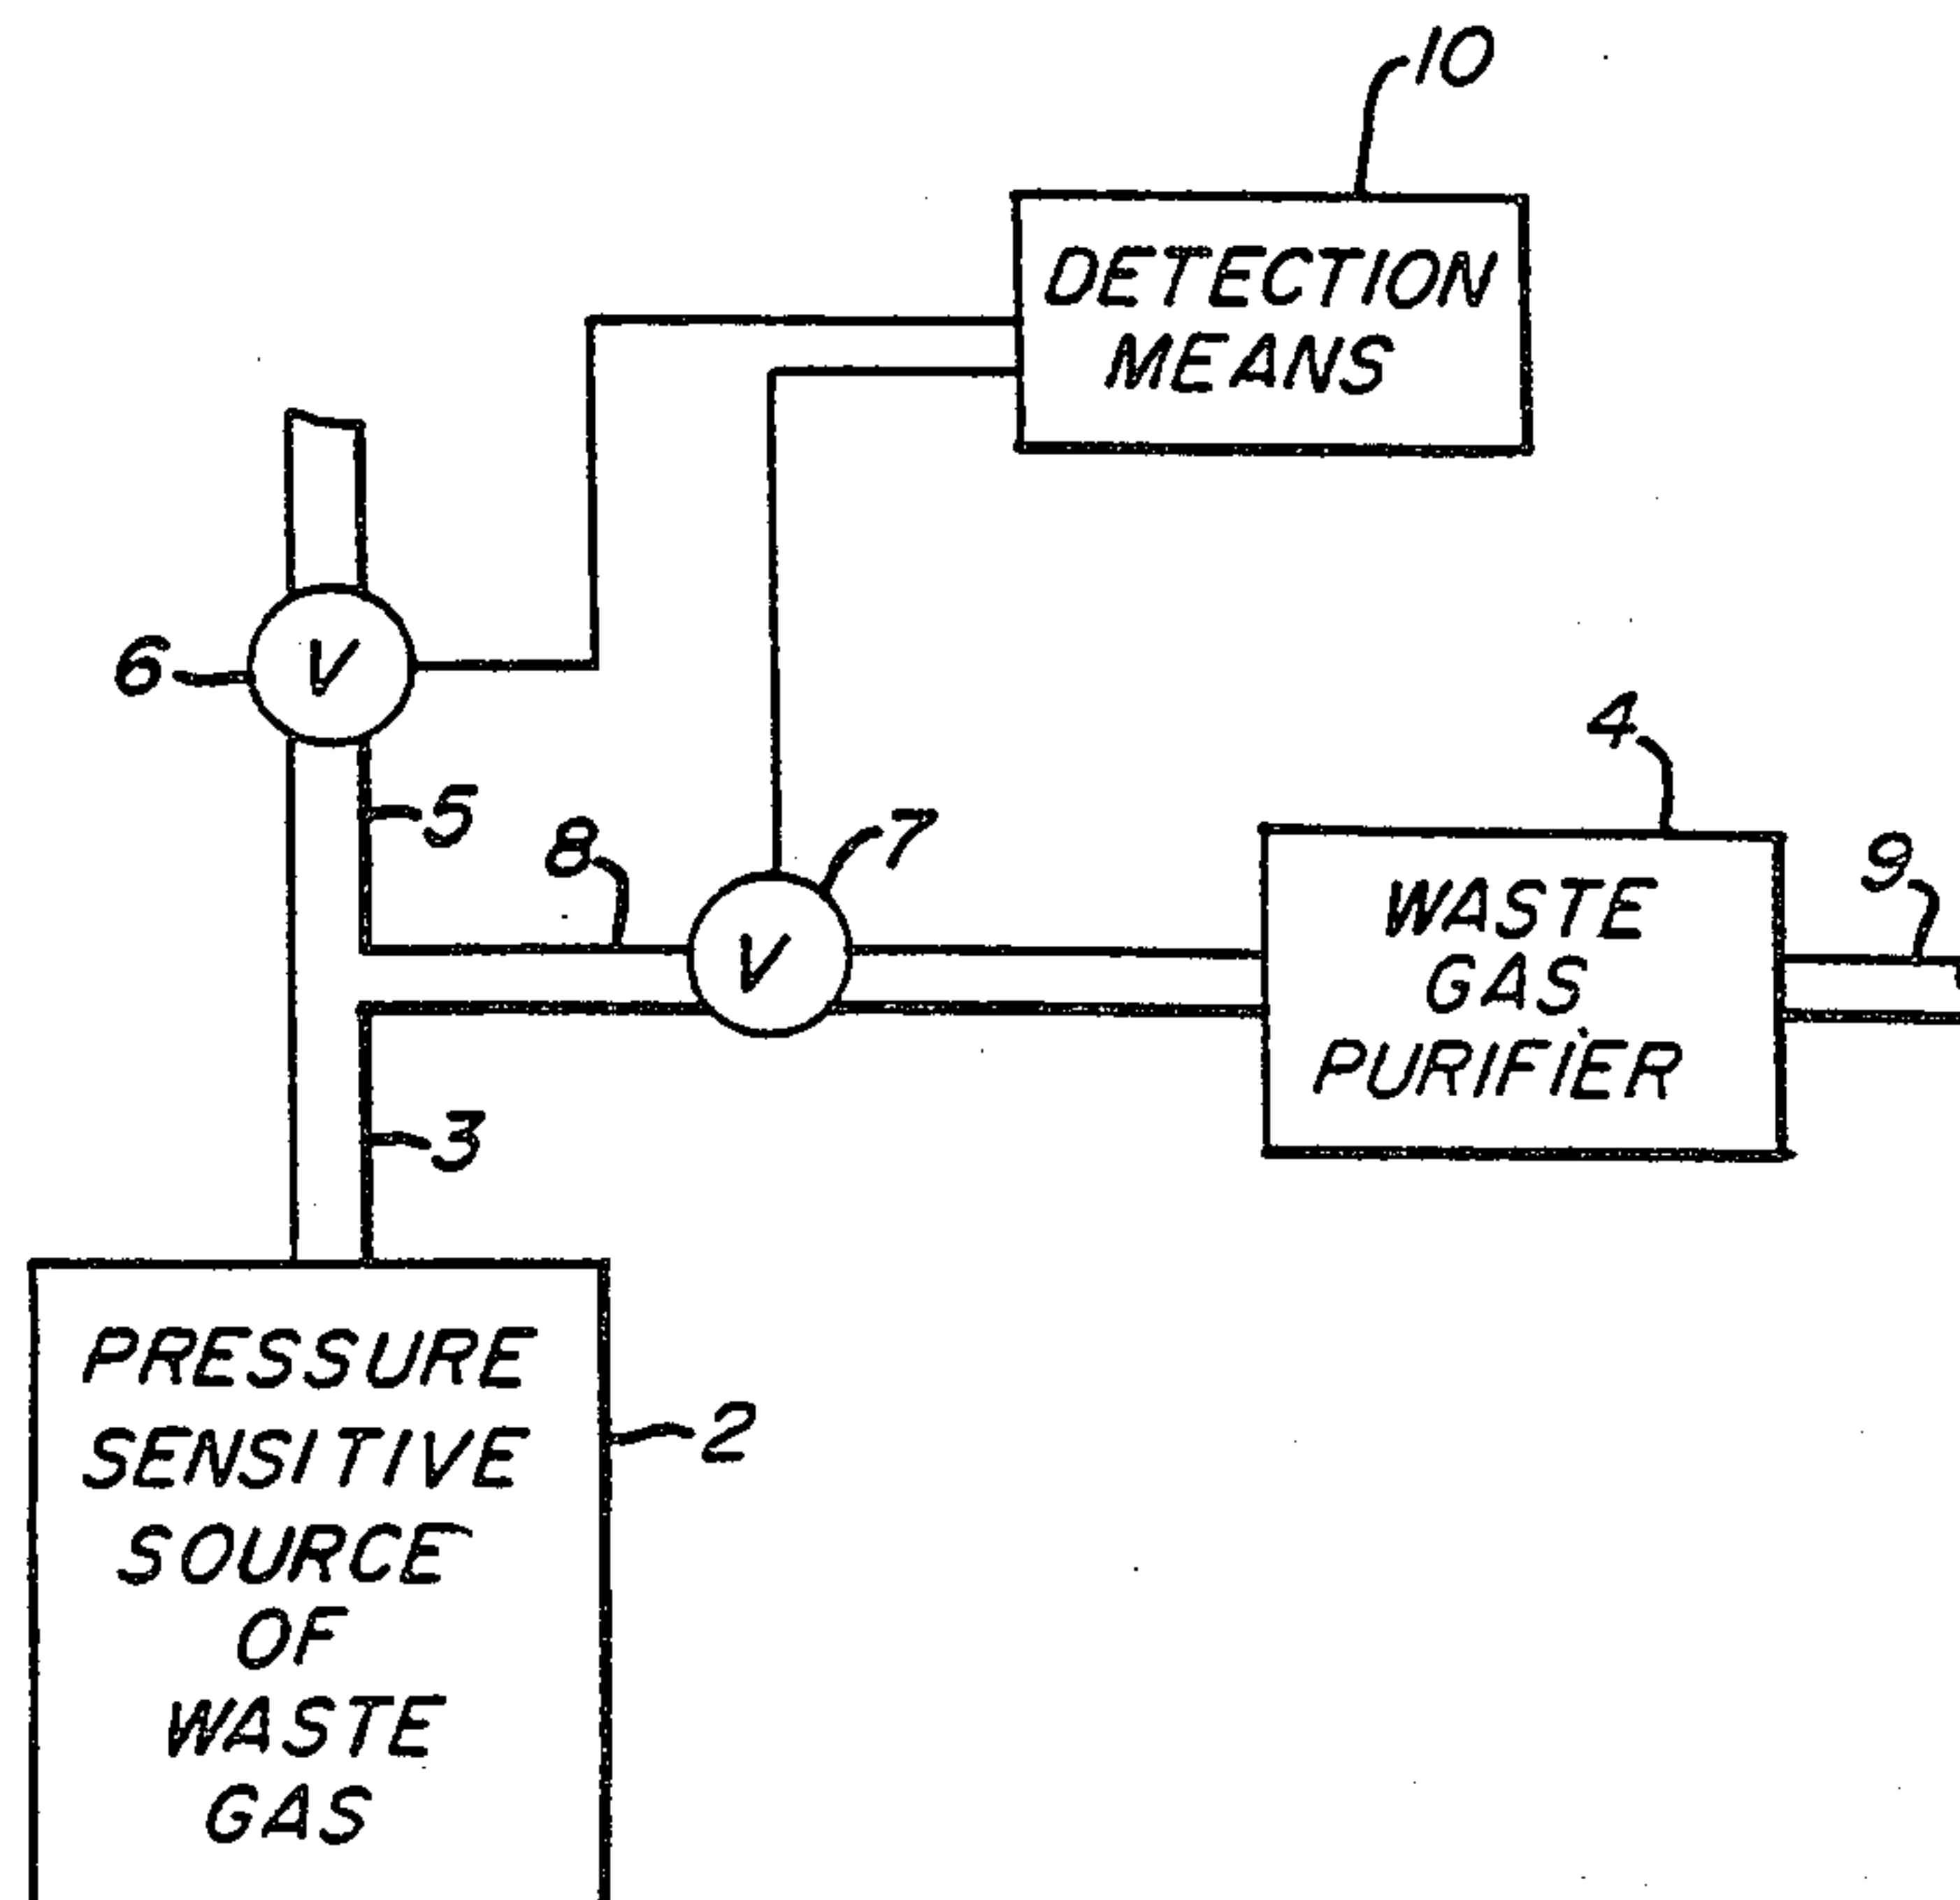 10
DETECTION
MEANS
6
V
5
8
7
V
4
WASTE
GAS
PURIFIER
9
3
PRESSURE
SENSITIVE
SOURCE
OF
WASTE
GAS
2